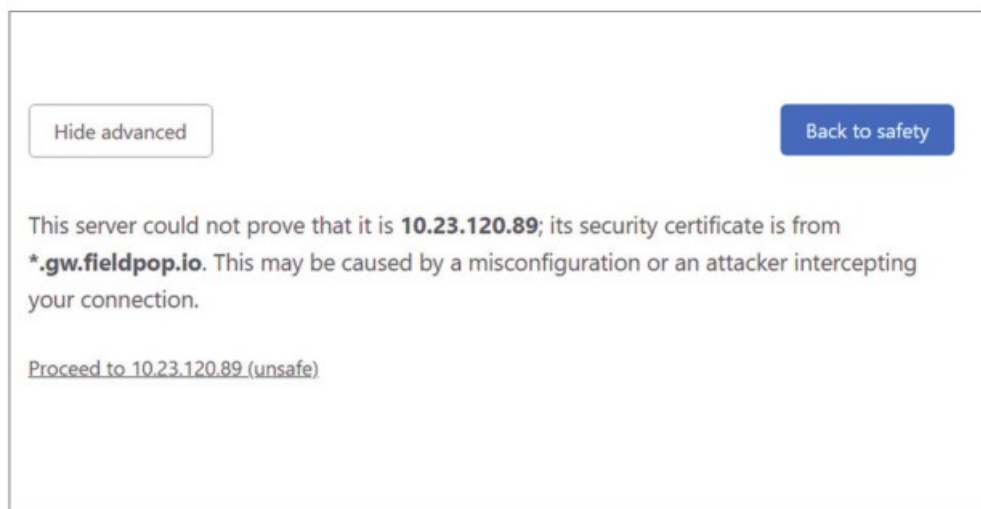 Hide advanced
Back to safety
This server could not prove that it is 10.23.120.89; its security certificate is from
*.gw.fieldpop.io. This may be caused by a misconfiguration or an attacker intercepting
your connection.
Proceed to 10.23.120.89 (unsafe)